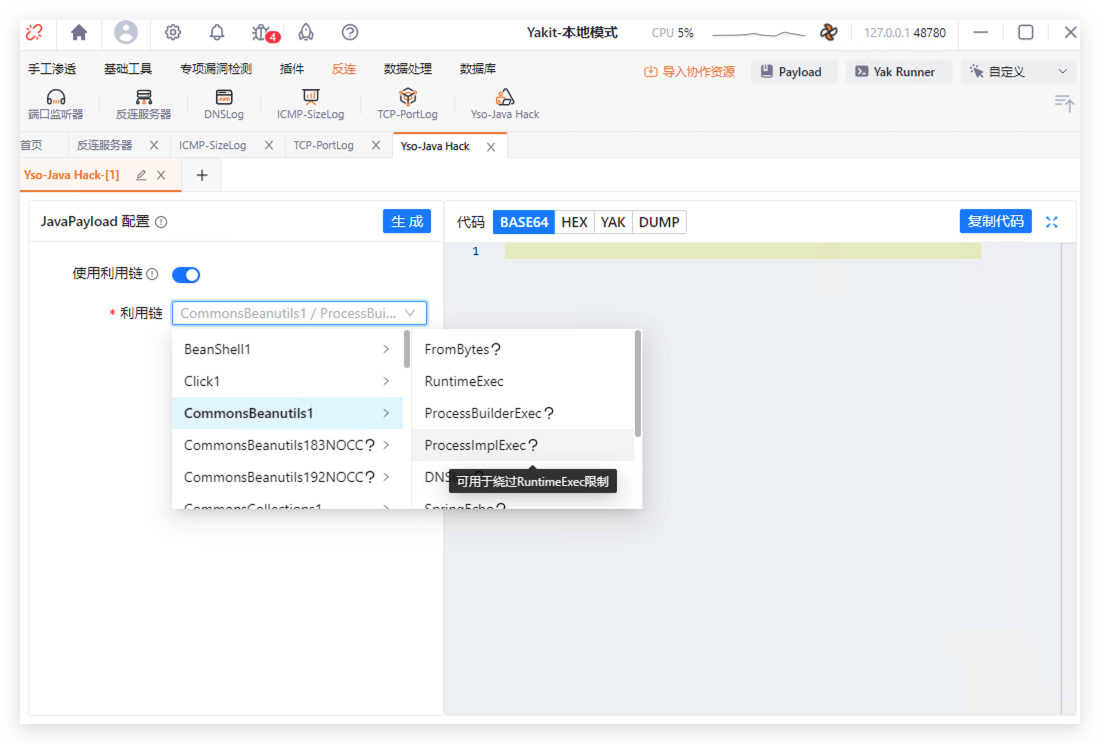 4
Yakit-本地模式
CPU 5%
127.0.0.1 48780
手工渗透 基础工具 专项漏洞检测 插件 反连 数据处理 数据库
导入协作资源 Payload Yak Runner 自定义
端口监听器 反连服务器 DNSLog ICMP-SizeLog TCP-PortLog Yso-Java Hack
首页 反连服务器 ICMP-SizeLog TCP-PortLog Yso-Java Hack
Yso-Java Hack-[1]
JavaPayload 配置 生 成
代码 BASE64 HEX YAK DUMP 复制代码
1
使用利用链
* 利用链 CommonsBeanutils1 / ProcessBui...
BeanShell1
Click1
CommonsBeanutils1
CommonsBeanutils183NOCC?
CommonsBeanutils192NOCC?
CommonsCollections1
FromBytes?
RuntimeExec
ProcessBuilderExec?
ProcessImplExec?
可用于绕过RuntimeExec限制
SpringEcho?